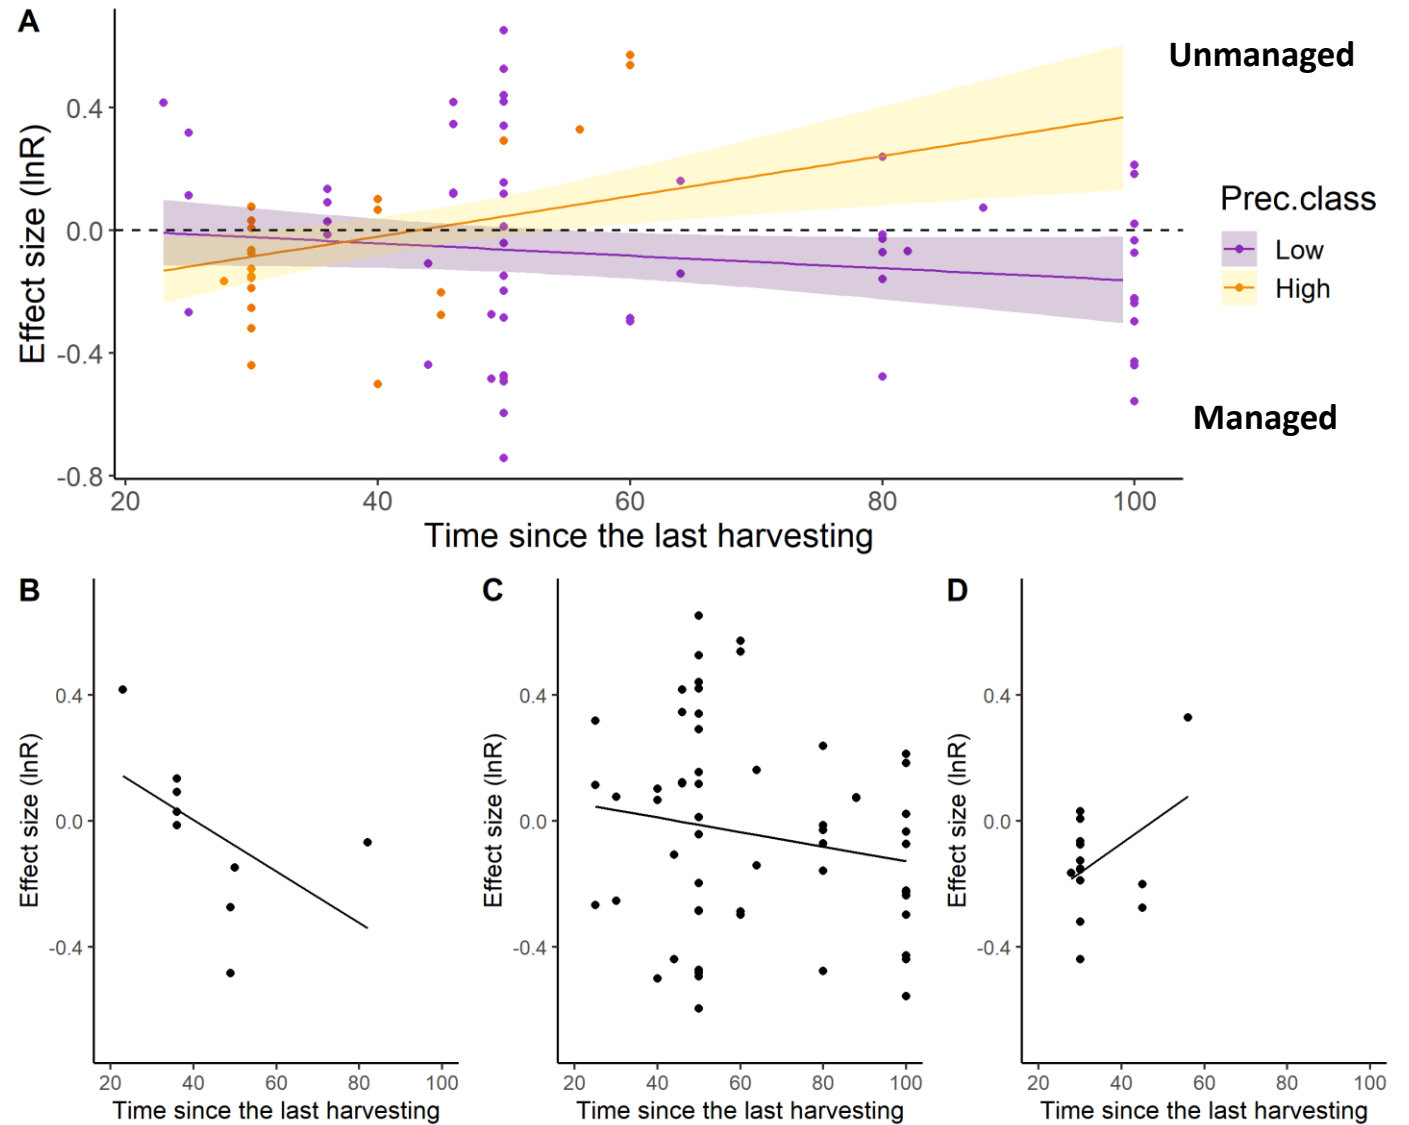 A
Unmanaged
Effect size (lnR)
0.4
0.0
-0.4
-0.8
Prec.class
Low
High
Managed
20 40 60 80 100
Time since the last harvesting
B
C
D
Effect size (lnR)
0.4
0.0
-0.4
20 40 60 80 100
Time since the last harvesting
Effect size (lnR)
0.4
0.0
-0.4
20 40 60 80 100
Time since the last harvesting
Effect size (lnR)
0.4
0.0
-0.4
20 40 60 80 100
Time since the last harvesting